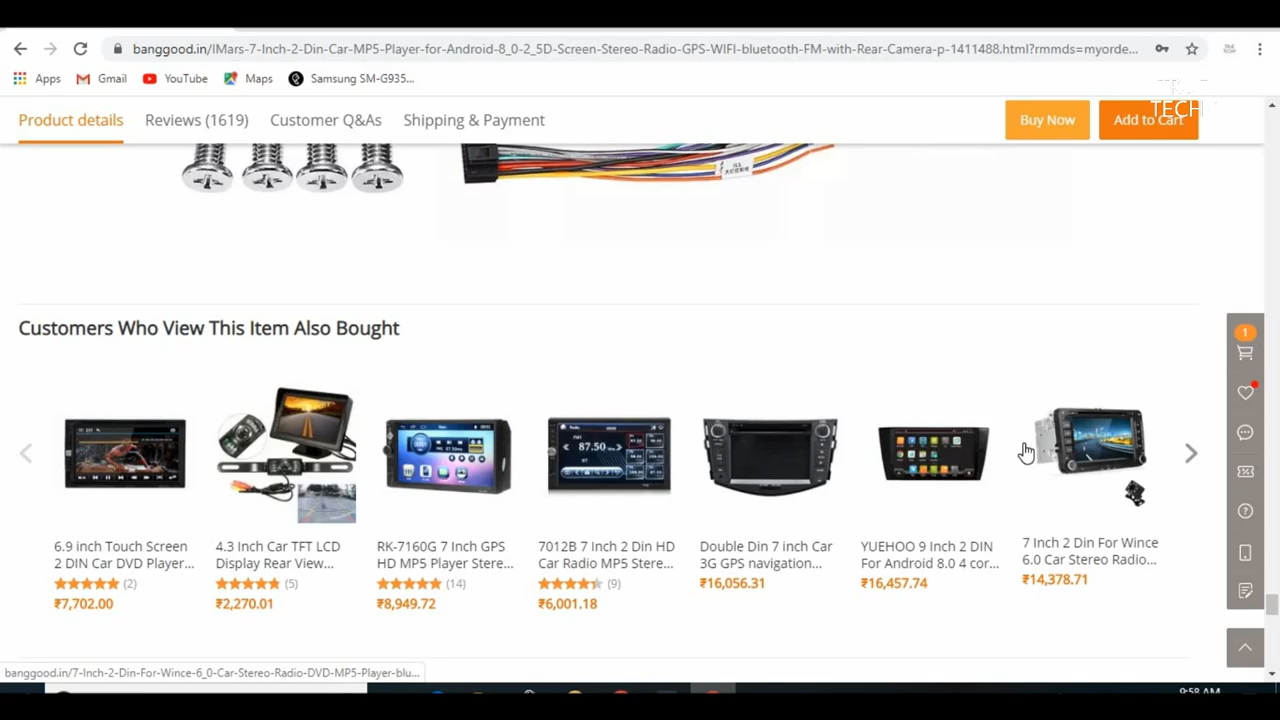 banggood.in/IMars-7-Inch-2-Din-Car-MP5-Player-for-Android-8_0-2_5D-Screen-Stereo-Radio-GPS-WIFI-bluetooth-FM-with-Rear-Camera-p-1411488.html?rmmds=myorde...
Apps Gmail YouTube Maps Samsung SM-G935...
TECH
Product details Reviews (1619) Customer Q&As Shipping & Payment Buy Now Add to Cart
Customers Who View This Item Also Bought
1
87.50
6.9 inch Touch Screen
2 DIN Car DVD Player...
(2)
₹7,702.00
4.3 Inch Car TFT LCD
Display Rear View...
(5)
₹2,270.01
RK-7160G 7 Inch GPS
HD MP5 Player Stere...
(14)
₹8,949.72
7012B 7 Inch 2 Din HD
Car Radio MP5 Stere...
(9)
₹6,001.18
Double Din 7 inch Car
3G GPS navigation...
₹16,056.31
YUEHOO 9 Inch 2 DIN
For Android 8.0 4 cor...
₹16,457.74
7 Inch 2 Din For Wince
6.0 Car Stereo Radio...
₹14,378.71
banggood.in/7-Inch-2-Din-For-Wince-6_0-Car-Stereo-Radio-DVD-MP5-Player-blu...
9:58 AM